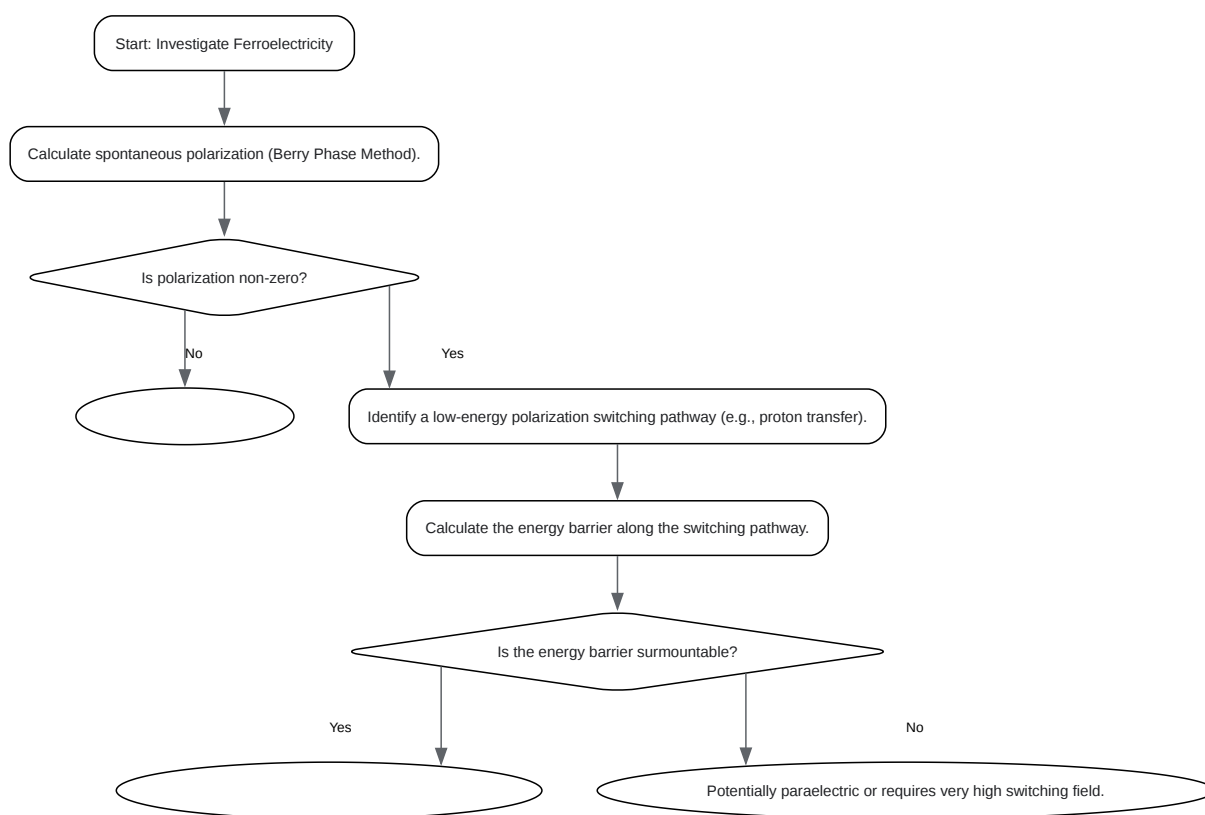 Start: Investigate Ferroelectricity
Calculate spontaneous polarization (Berry Phase Method).
Is polarization non-zero?
No
Yes
Identify a low-energy polarization switching pathway (e.g., proton transfer).
Calculate the energy barrier along the switching pathway.
Is the energy barrier surmountable?
Yes
No
Potentially paraelectric or requires very high switching field.